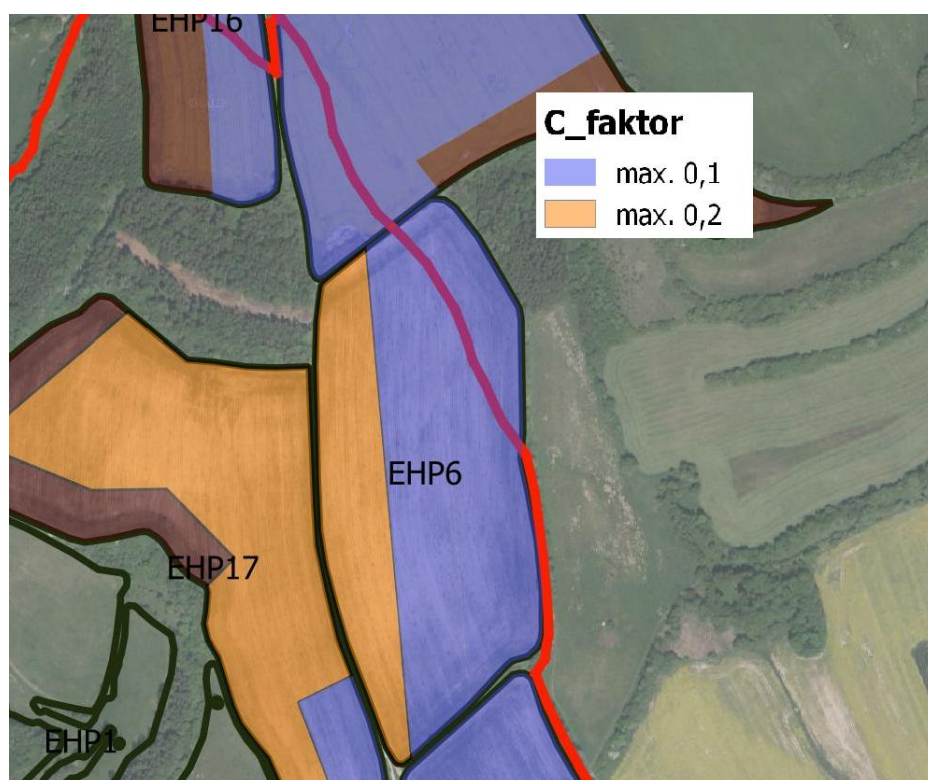 EHP16
C_faktor
max. 0,1
max. 0,2
EHP6
EHP17
EHP1